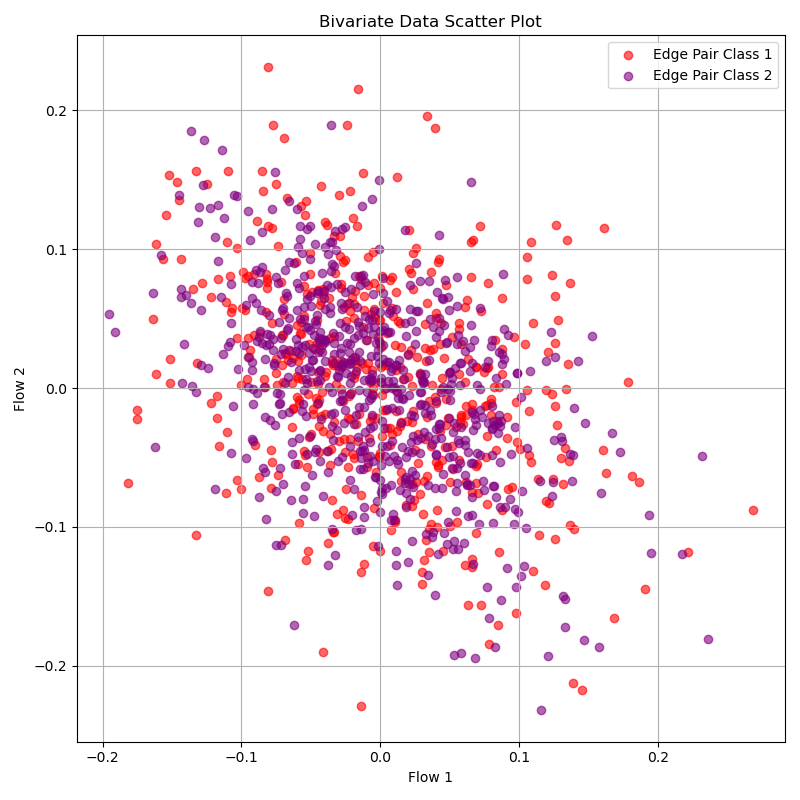 Bivariate Data Scatter Plot
Edge Pair Class 1
Edge Pair Class 2
Flow 2
0.2
0.1
0.0
−0.1
−0.2
−0.2
−0.1
0.0
0.1
0.2
Flow 1